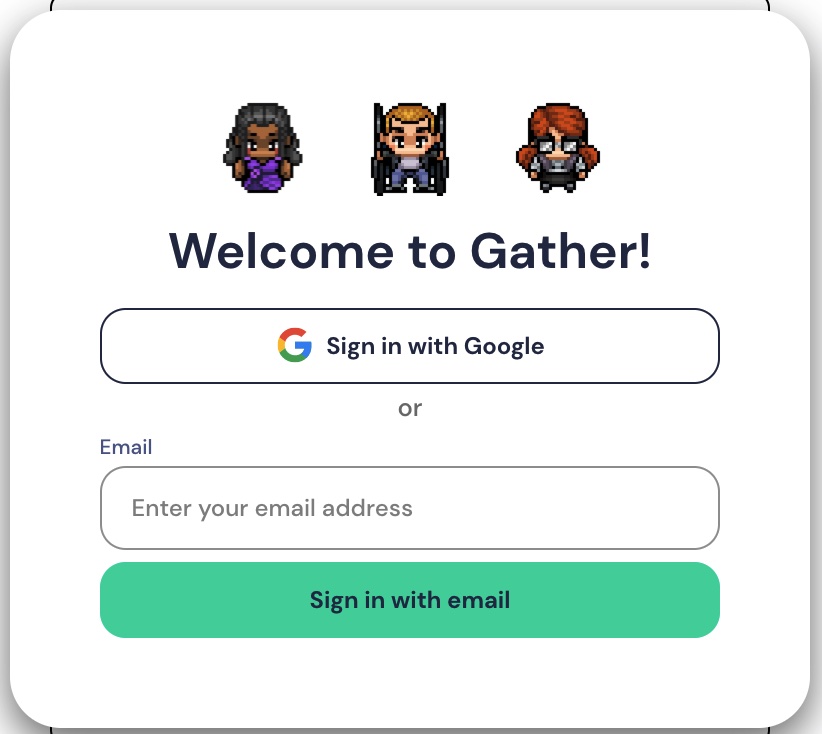 Welcome to Gather!
Sign in with Google
or
Email
Enter your email address
Sign in with email